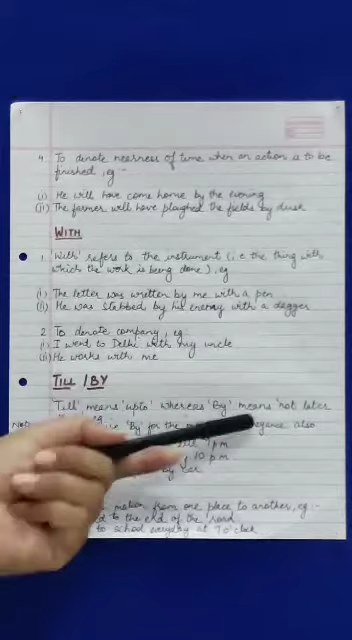 4. To denote nearness of time when an action is to be
finished, eg -
(i) He will have come home by the evening
(ii) The farmer will have ploughed the fields by dusk
WITH
1. 'With' refers to the instrument (i.e the thing with
which the work is being done), eg
(i) The letter was written by me with a pen
(ii) He was stabbed by his enemy with a dagger
2. To denote company, eg
(i) I went to Delhi with my uncle
(ii) He works with me
TILL / BY
'Till' means 'upto' whereas 'By' means 'not later
'By' for the also
pm
10 p.m
by car
motion from one place to another, eg :-
to the end of the road
to school everyday at 7 o'clock